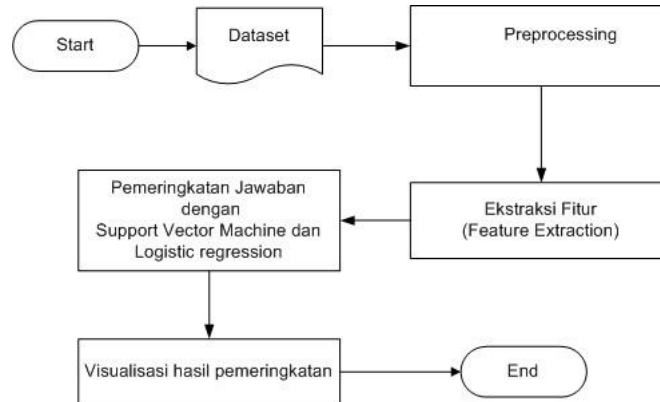 Start
Dataset
Preprocessing
Ekstraksi Fitur
(Feature Extraction)
Pemeringkatan Jawaban
dengan
Support Vector Machine dan
Logistic regression
Visualisasi hasil pemeringkatan
End